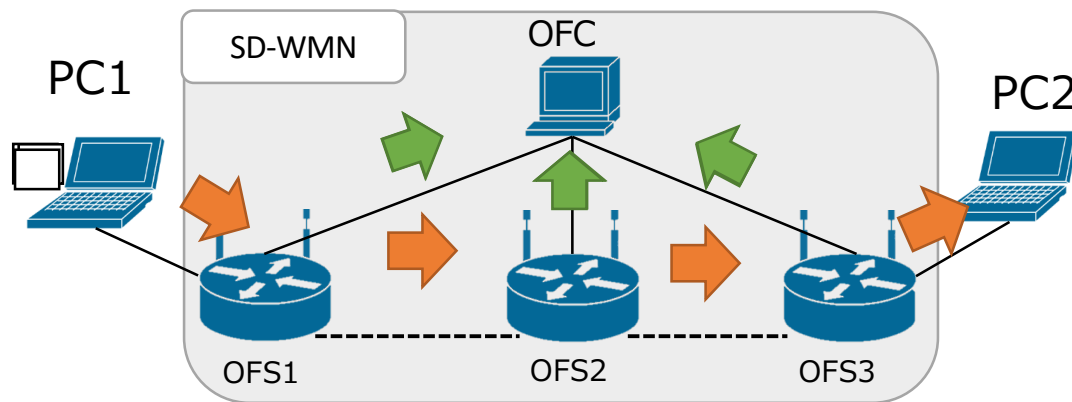 OFC
SD-WMN
PC1
PC2
OFS1
OFS2
OFS3